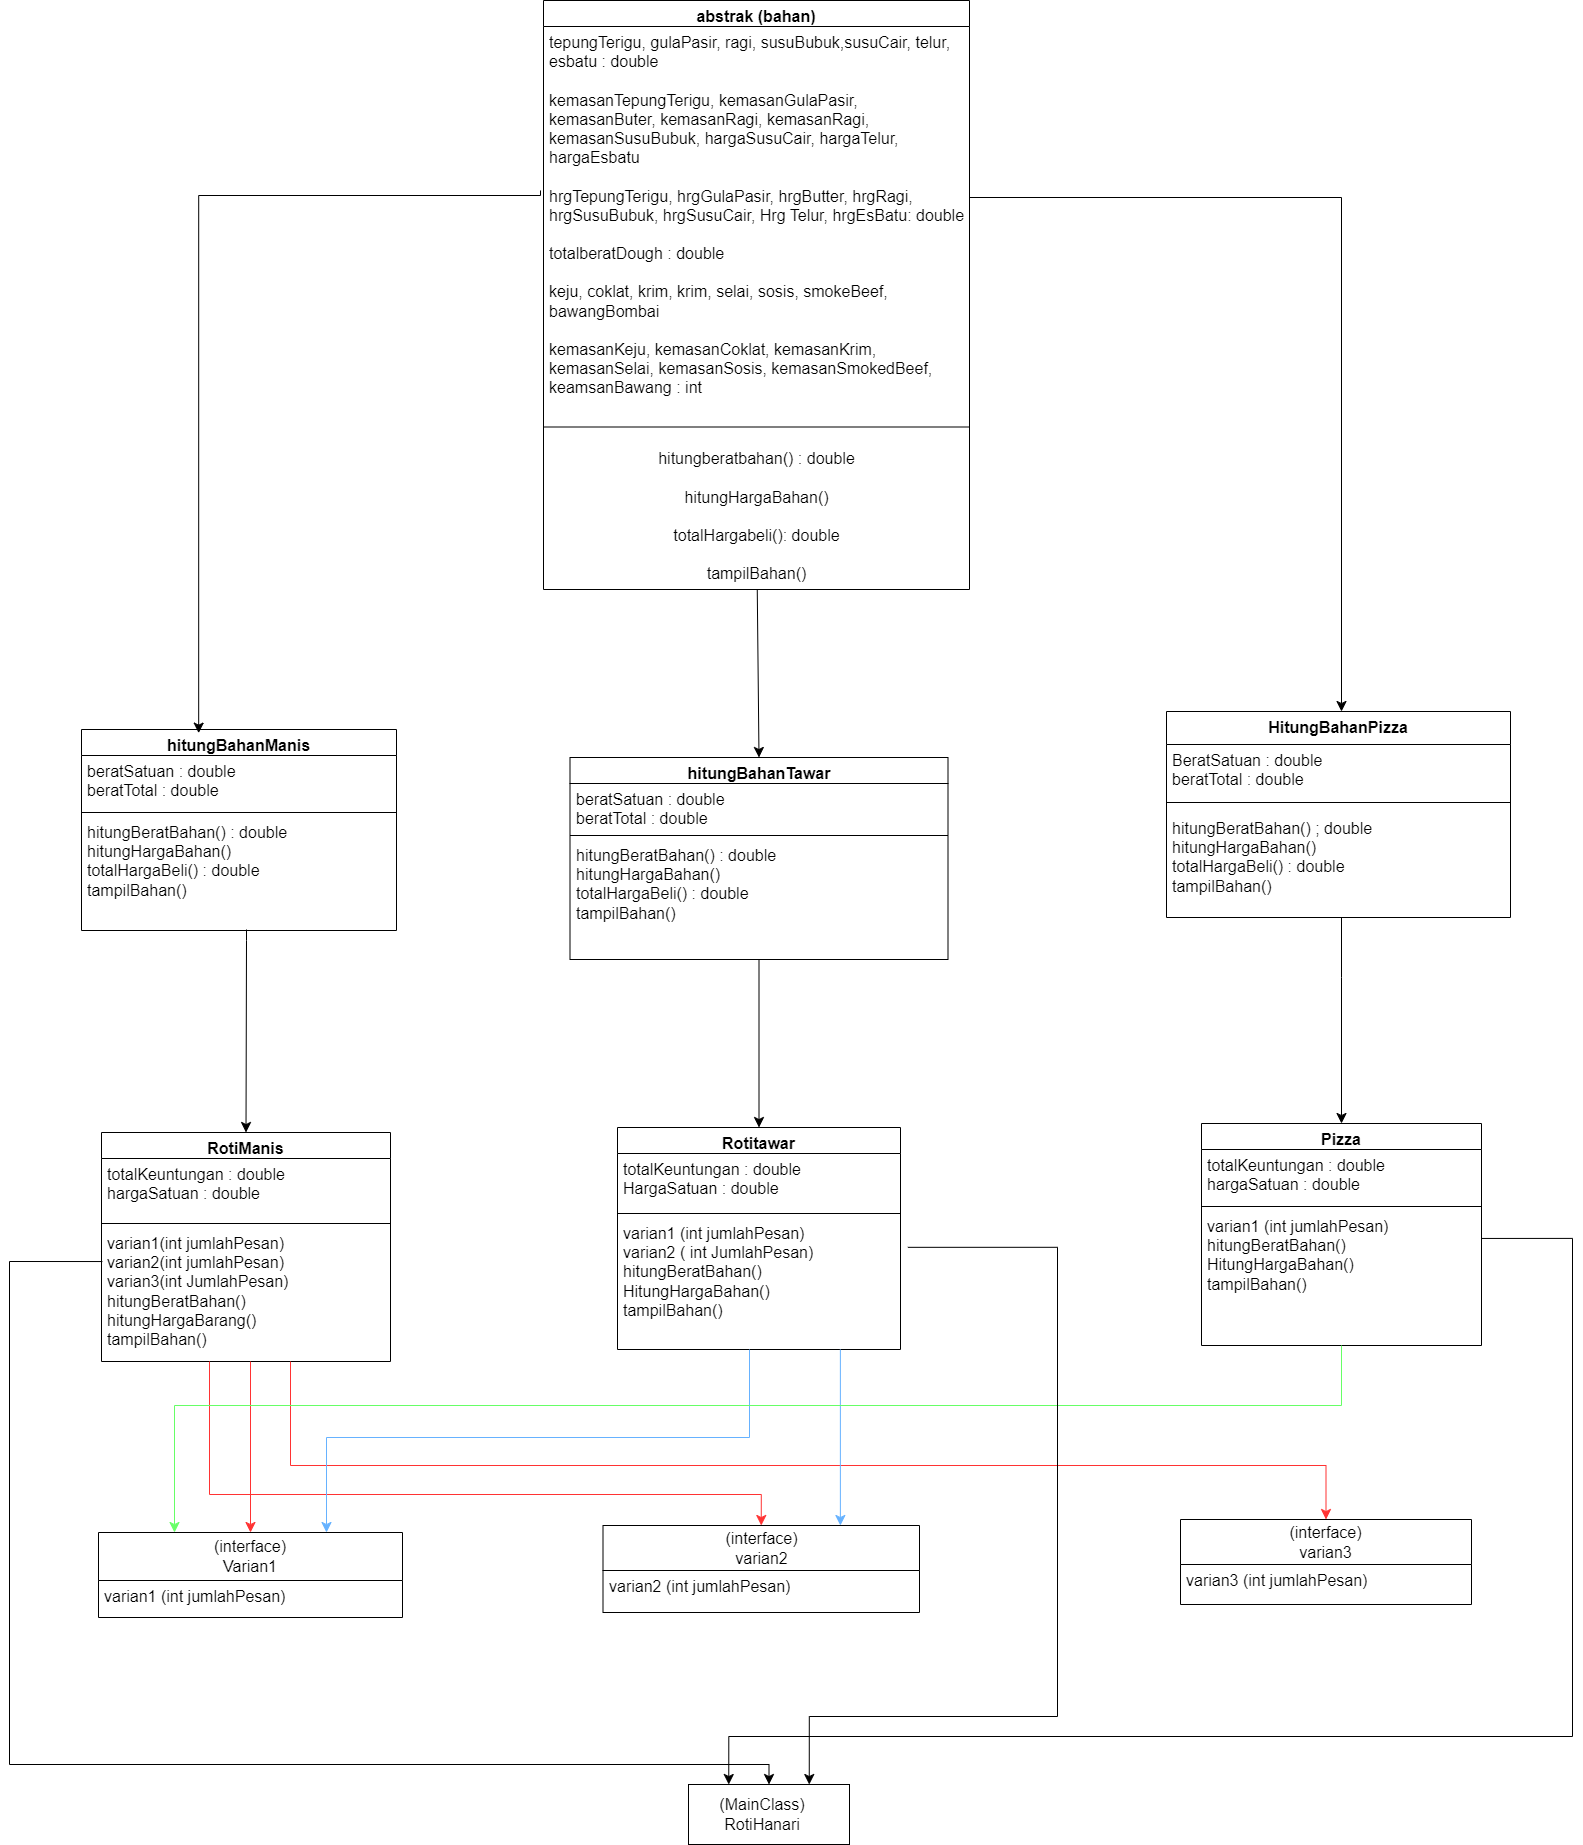 abstrak (bahan)
tepungTerigu, gulaPasir, ragi, susuBubuk,susuCair, telur,
esbatu : double
kemasanTepungTerigu, kemasanGulaPasir,
kemasanButer, kemasanRagi, kemasanRagi,
kemasanSusuBubuk, hargaSusuCair, hargaTelur,
hargaEsbatu
hrgTepungTerigu, hrgGulaPasir, hrgButter, hrgRagi,
hrgSusuBubuk, hrgSusuCair, Hrg Telur, hrgEsBatu: double
totalberatDough : double
keju, coklat, krim, krim, selai, sosis, smokeBeef,
bawangBombai
kemasanKeju, kemasanCoklat, kemasanKrim,
kemasanSelai, kemasanSosis, kemasanSmokedBeef,
keamsanBawang : int
hitungberatbahan() : double
hitungHargaBahan()
totalHargabeli(): double
tampilBahan()
hitungBahanManis
beratSatuan : double
beratTotal : double
hitungBeratBahan() : double
hitungHargaBahan()
totalHargaBeli() : double
tampilBahan()
hitungBahanTawar
beratSatuan : double
beratTotal : double
hitungBeratBahan() : double
hitungHargaBahan()
totalHargaBeli() : double
tampilBahan()
HitungBahanPizza
BeratSatuan : double
beratTotal : double
hitungBeratBahan() ; double
hitungHargaBahan()
totalHargaBeli() : double
tampilBahan()
RotiManis
totalKeuntungan : double
hargaSatuan : double
varian1(int jumlahPesan)
varian2(int jumlahPesan)
varian3(int JumlahPesan)
hitungBeratBahan()
hitungHargaBarang()
tampilBahan()
Rotitawar
totalKeuntungan : double
HargaSatuan : double
varian1 (int jumlahPesan)
varian2 ( int JumlahPesan)
hitungBeratBahan()
HitungHargaBahan()
tampilBahan()
Pizza
totalKeuntungan : double
hargaSatuan : double
varian1 (int jumlahPesan)
hitungBeratBahan()
HitungHargaBahan()
tampilBahan()
(interface)
Varian1
varian1 (int jumlahPesan)
(interface)
varian2
varian2 (int jumlahPesan)
(interface)
varian3
varian3 (int jumlahPesan)
(MainClass)
RotiHanari